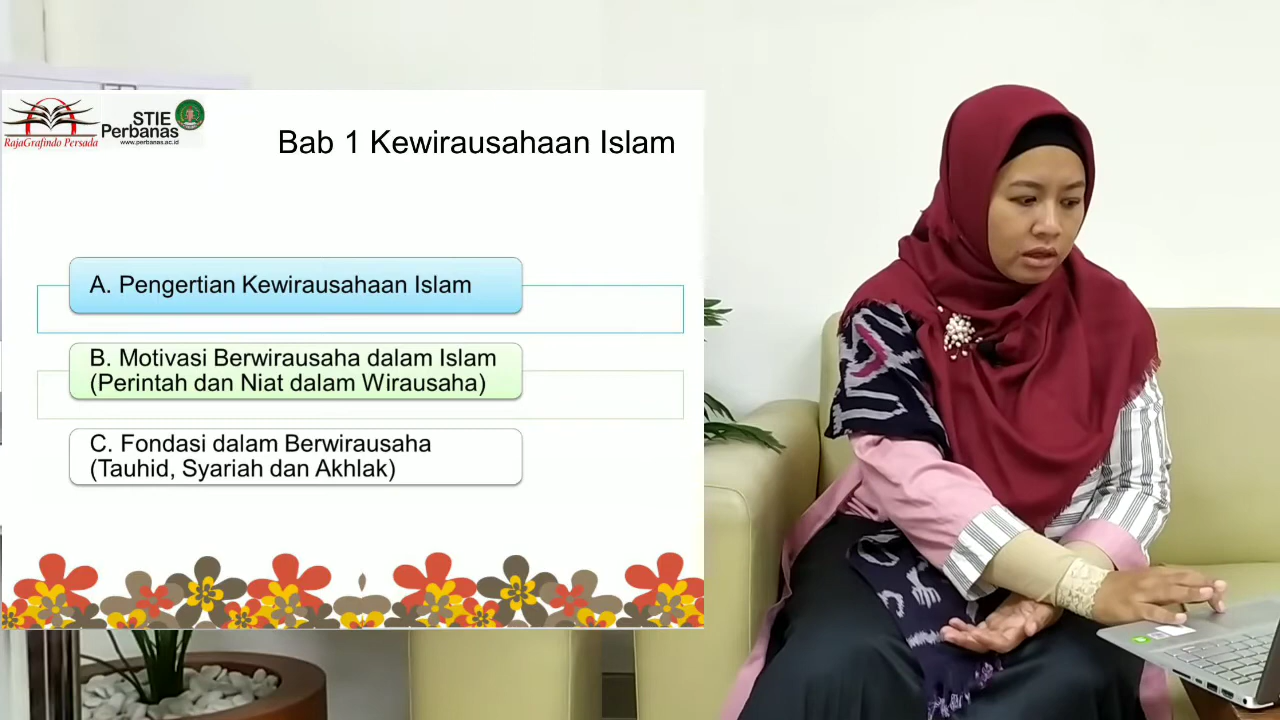 RajaGrafindo Persada
STIE
Perbanas
www.perbanas.ac.id
Bab 1 Kewirausahaan Islam
A. Pengertian Kewirausahaan Islam
B. Motivasi Berwirausaha dalam Islam
(Perintah dan Niat dalam Wirausaha)
C. Fondasi dalam Berwirausaha
(Tauhid, Syariah dan Akhlak)